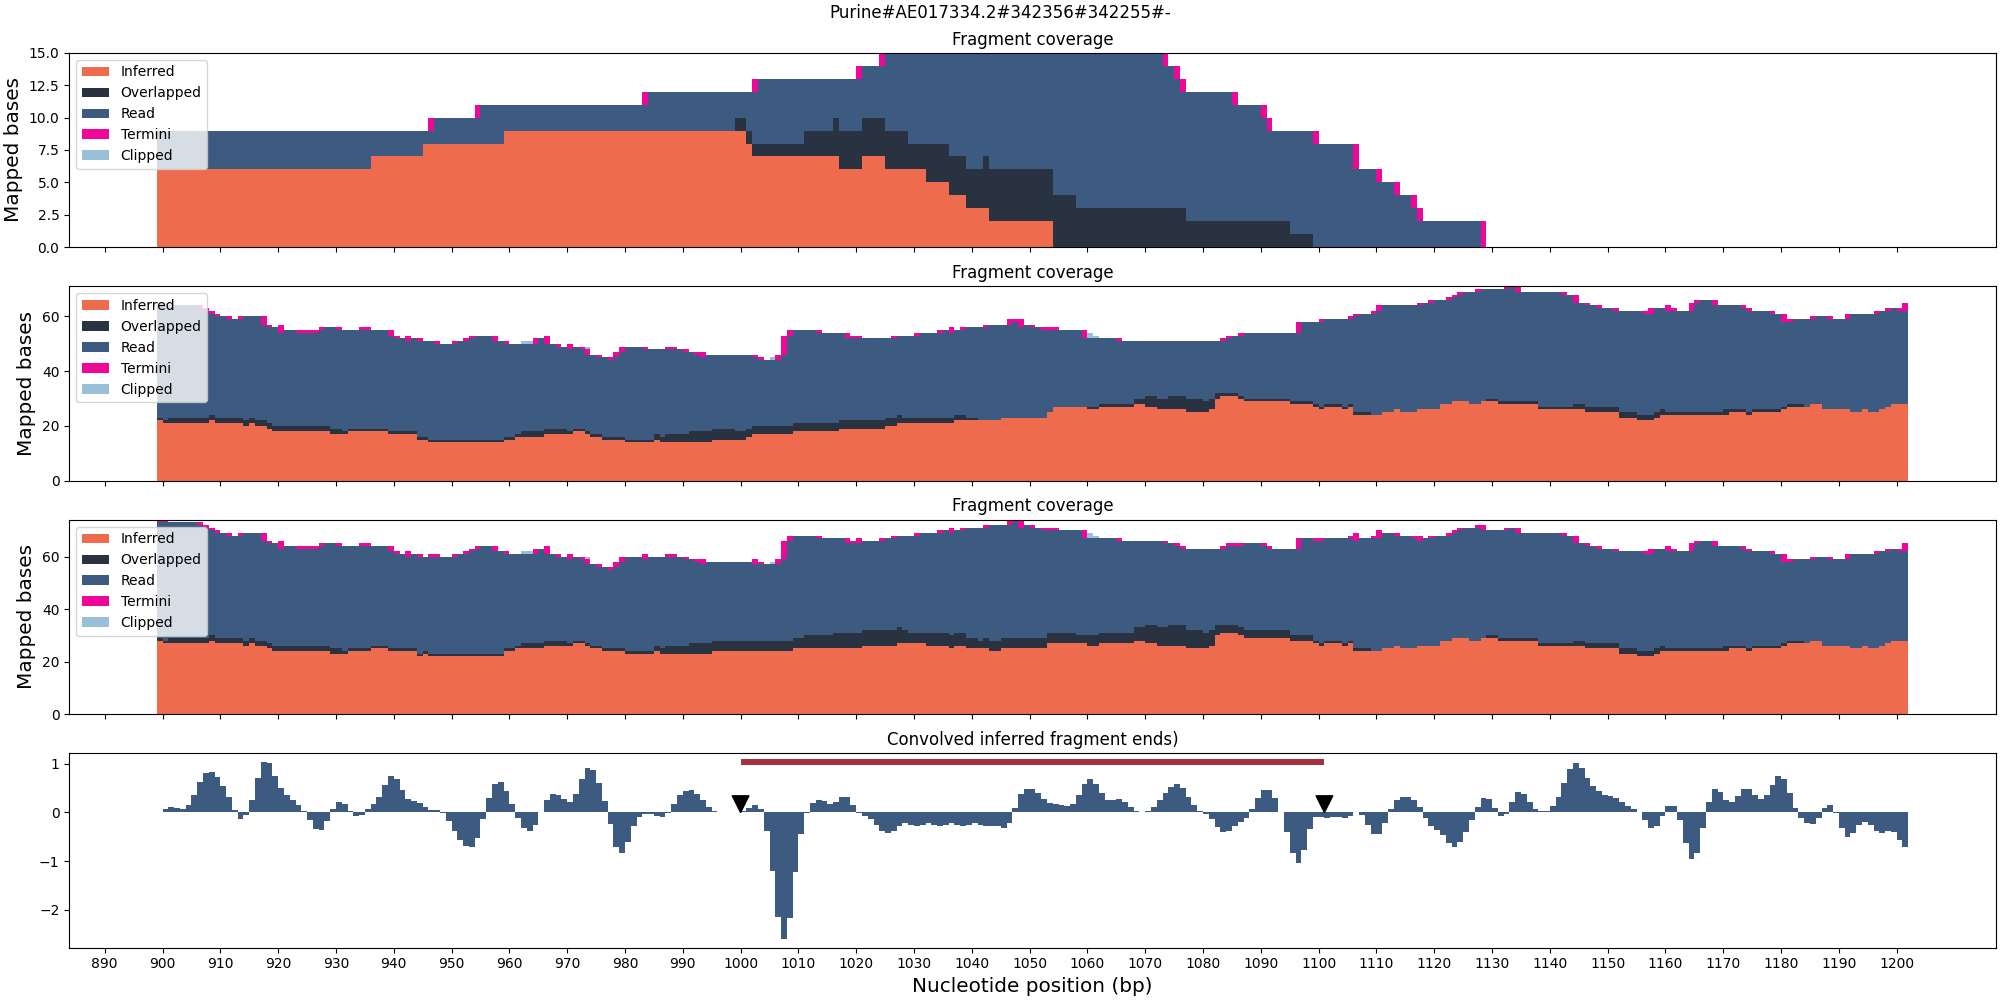 Purine#AE017334.2#342356#342255#-
Fragment coverage
Mapped bases
15.0
12.5
10.0
7.5
5.0
2.5
0.0
Inferred
Overlapped
Read
Termini
Clipped
Fragment coverage
Mapped bases
60
40
20
0
Inferred
Overlapped
Read
Termini
Clipped
Fragment coverage
Mapped bases
60
40
20
0
Inferred
Overlapped
Read
Termini
Clipped
Convolved inferred fragment ends)
1
0
−1
−2
890 900 910 920 930 940 950 960 970 980 990 1000 1010 1020 1030 1040 1050 1060 1070 1080 1090 1100 1110 1120 1130 1140 1150 1160 1170 1180 1190 1200
Nucleotide position (bp)